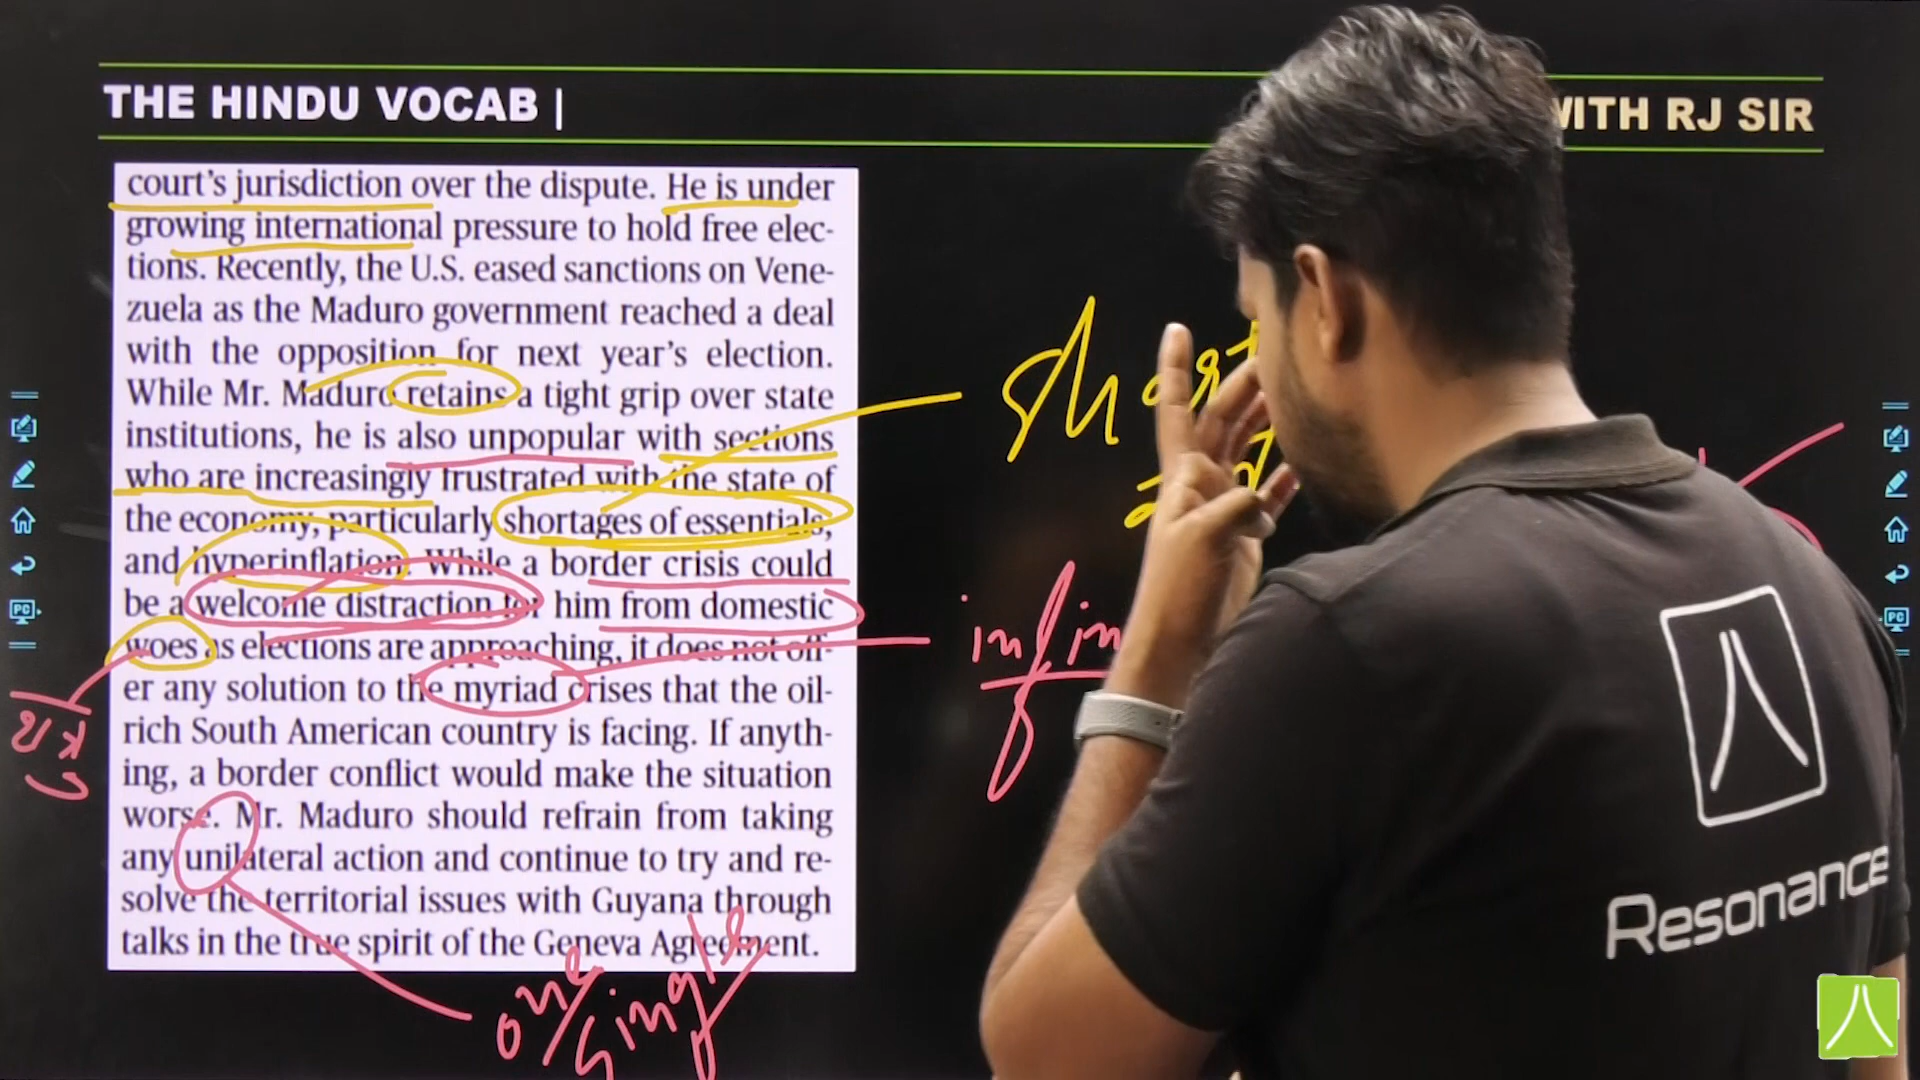 THE HINDU VOCAB |
WITH RJ SIR
court's jurisdiction over the dispute. He is under
growing international pressure to hold free elec-
tions. Recently, the U.S. eased sanctions on Vene-
zuela as the Maduro government reached a deal
with the opposition for next year's election.
While Mr. Maduro retains a tight grip over state
institutions, he is also unpopular with sections
who are increasingly frustrated with the state of
the economy, particularly shortages of essentials,
and hyperinflation. While a border crisis could
be a welcome distraction for him from domestic
woes as elections are approaching, it does not off-
er any solution to the myriad crises that the oil-
rich South American country is facing. If anyth-
ing, a border conflict would make the situation
worse. Mr. Maduro should refrain from taking
any unilateral action and continue to try and re-
solve the territorial issues with Guyana through
talks in the true spirit of the Geneva Agreement.
one/single
PC
PC
Resonance